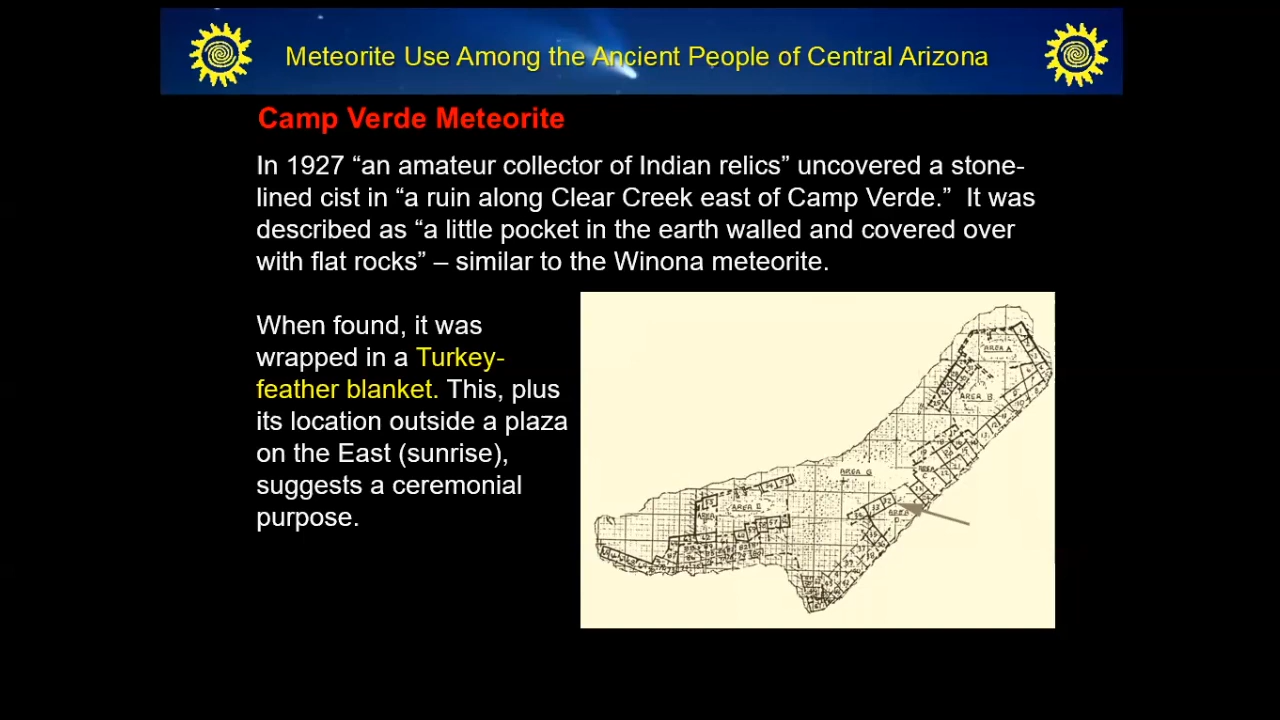 Meteorite Use Among the Ancient People of Central Arizona
Camp Verde Meteorite
In 1927 “an amateur collector of Indian relics” uncovered a stone-
lined cist in “a ruin along Clear Creek east of Camp Verde.”  It was
described as “a little pocket in the earth walled and covered over
with flat rocks” – similar to the Winona meteorite.
When found, it was
wrapped in a Turkey-
feather blanket. This, plus
its location outside a plaza
on the East (sunrise),
suggests a ceremonial
purpose.
AREA A
AREA B
AREA C
AREA G
AREA E
AREA
AREA D